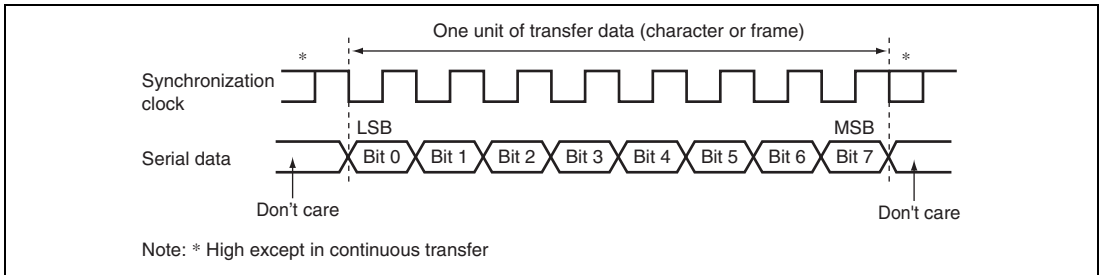 One unit of transfer data (character or frame)
* *
Synchronization
clock
LSB MSB
Serial data Bit 0 Bit 1 Bit 2 Bit 3 Bit 4 Bit 5 Bit 6 Bit 7
Don't care Don't care
Note: * High except in continuous transfer